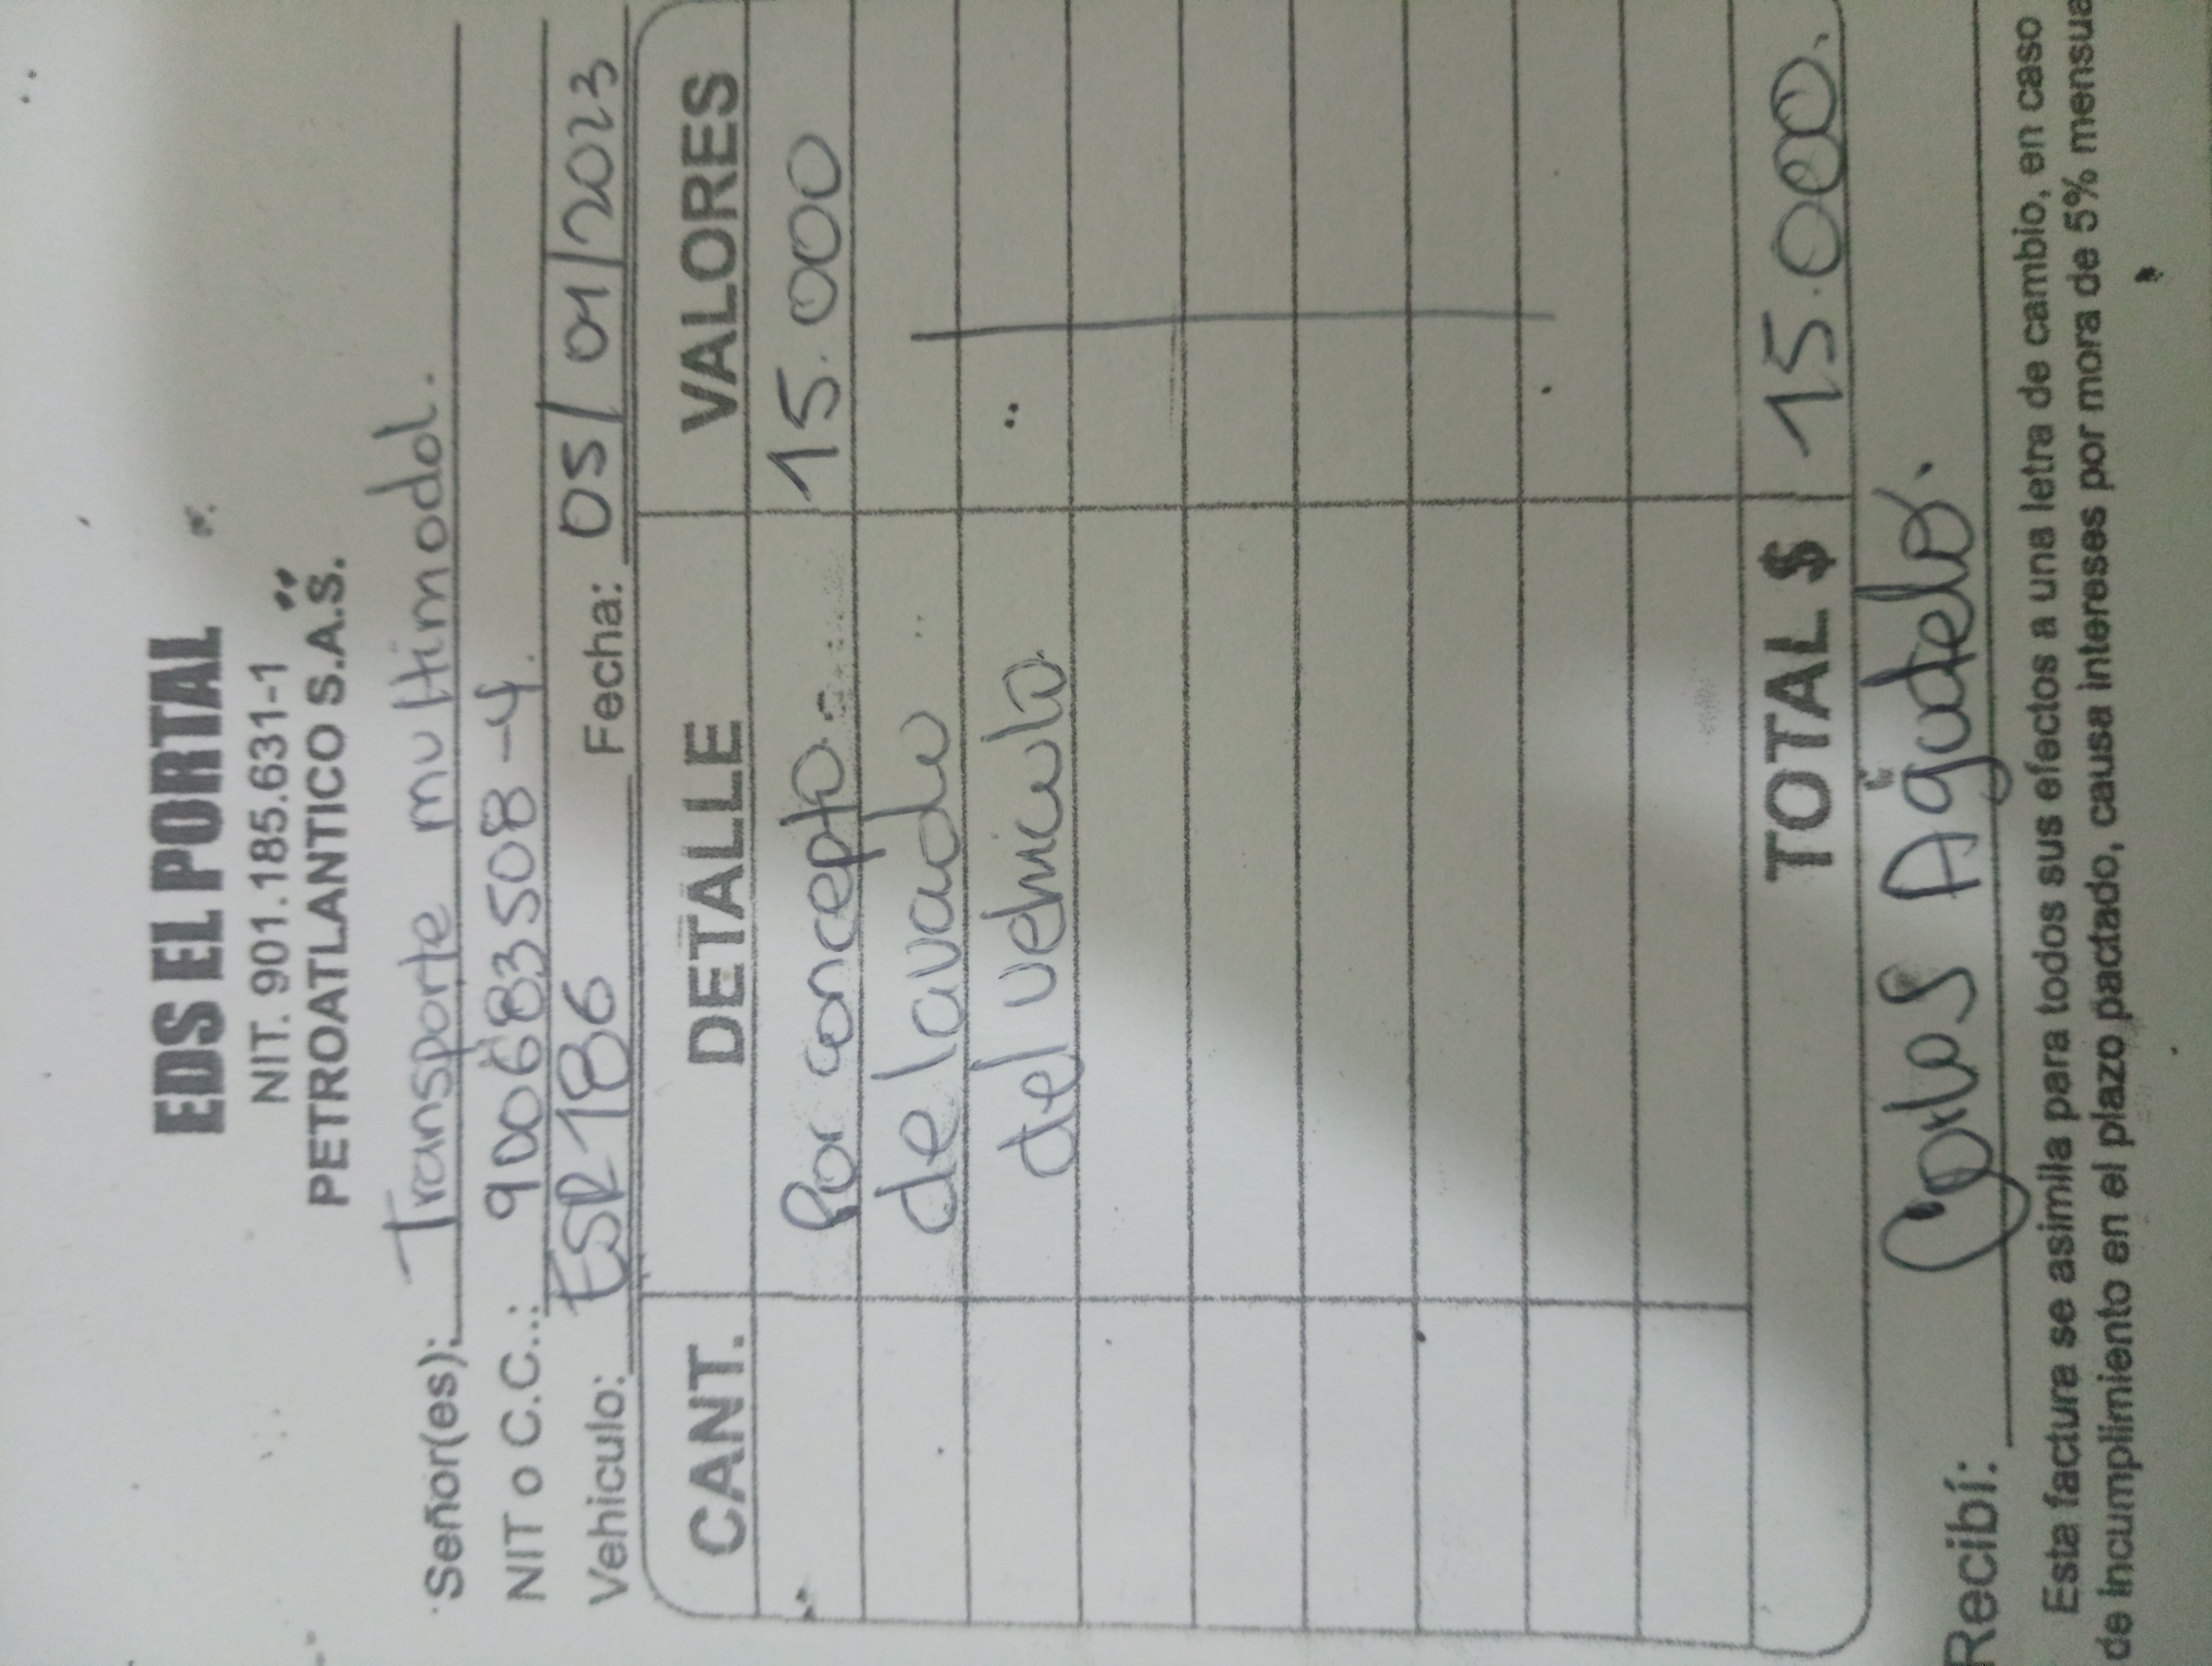 EDS EL PORTAL
NIT. 901.185.631-1
PETROATLANTICO S.A.S.
Señor(es): Transporte multimodal.
NIT o C.C.: 900683508-4.
Vehiculo: ESR 186 Fecha: 05/01/2023
CANT. DETALLE VALORES
Por concepto 15.000
de lavado
del vehiculo
TOTAL $ 15.000.
Recibí: Carlos Agudelo.
Esta factura se asimila para todos sus efectos a una letra de cambio, en caso
de incumplimiento en el plazo pactado, causa intereses por mora de 5% mensua